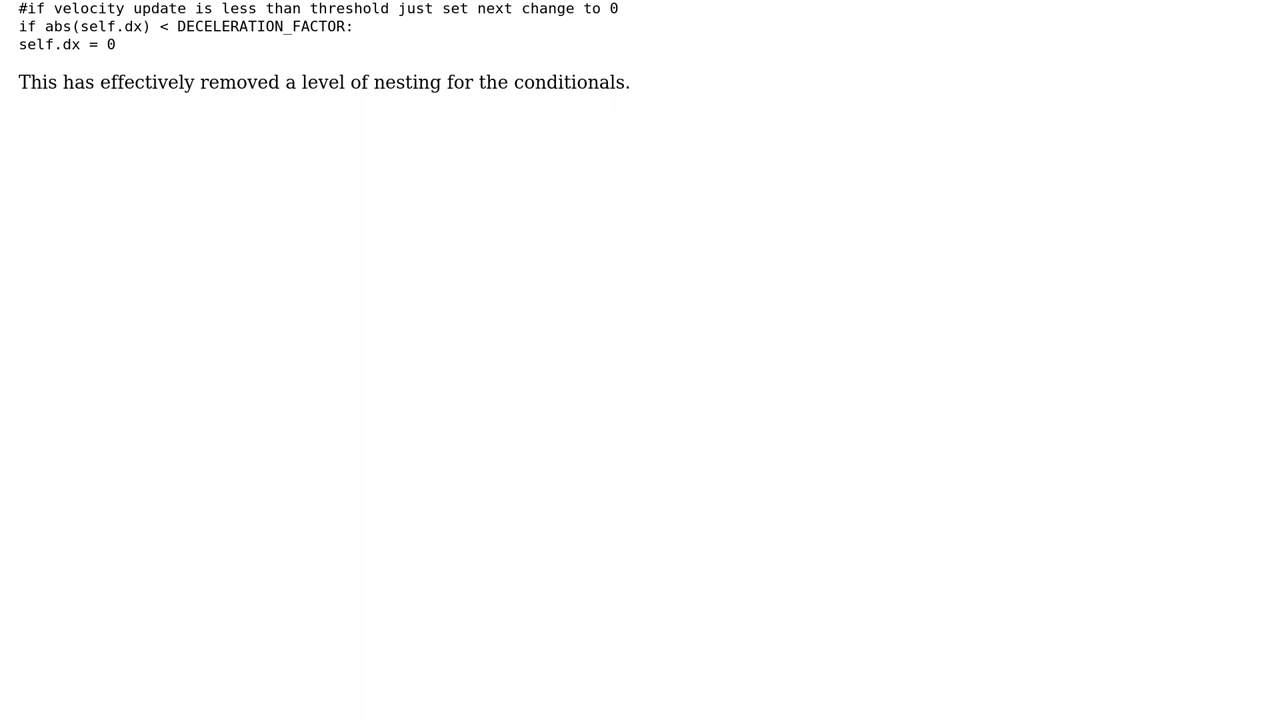 #if velocity update is less than threshold just set next change to 0
if abs(self.dx) < DECELERATION_FACTOR:
self.dx = 0
This has effectively removed a level of nesting for the conditionals.